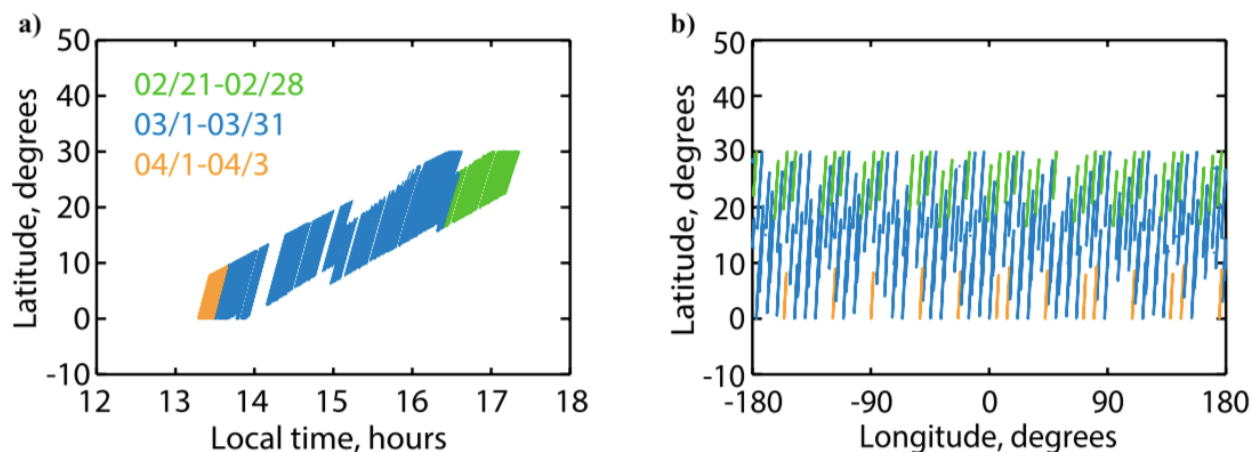 a)
50
40
30
20
10
0
-10
Latitude, degrees
02/21-02/28
03/1-03/31
04/1-04/3
12 13 14 15 16 17 18
Local time, hours
b)
50
40
30
20
10
0
-10
Latitude, degrees
-180 -90 0 90 180
Longitude, degrees